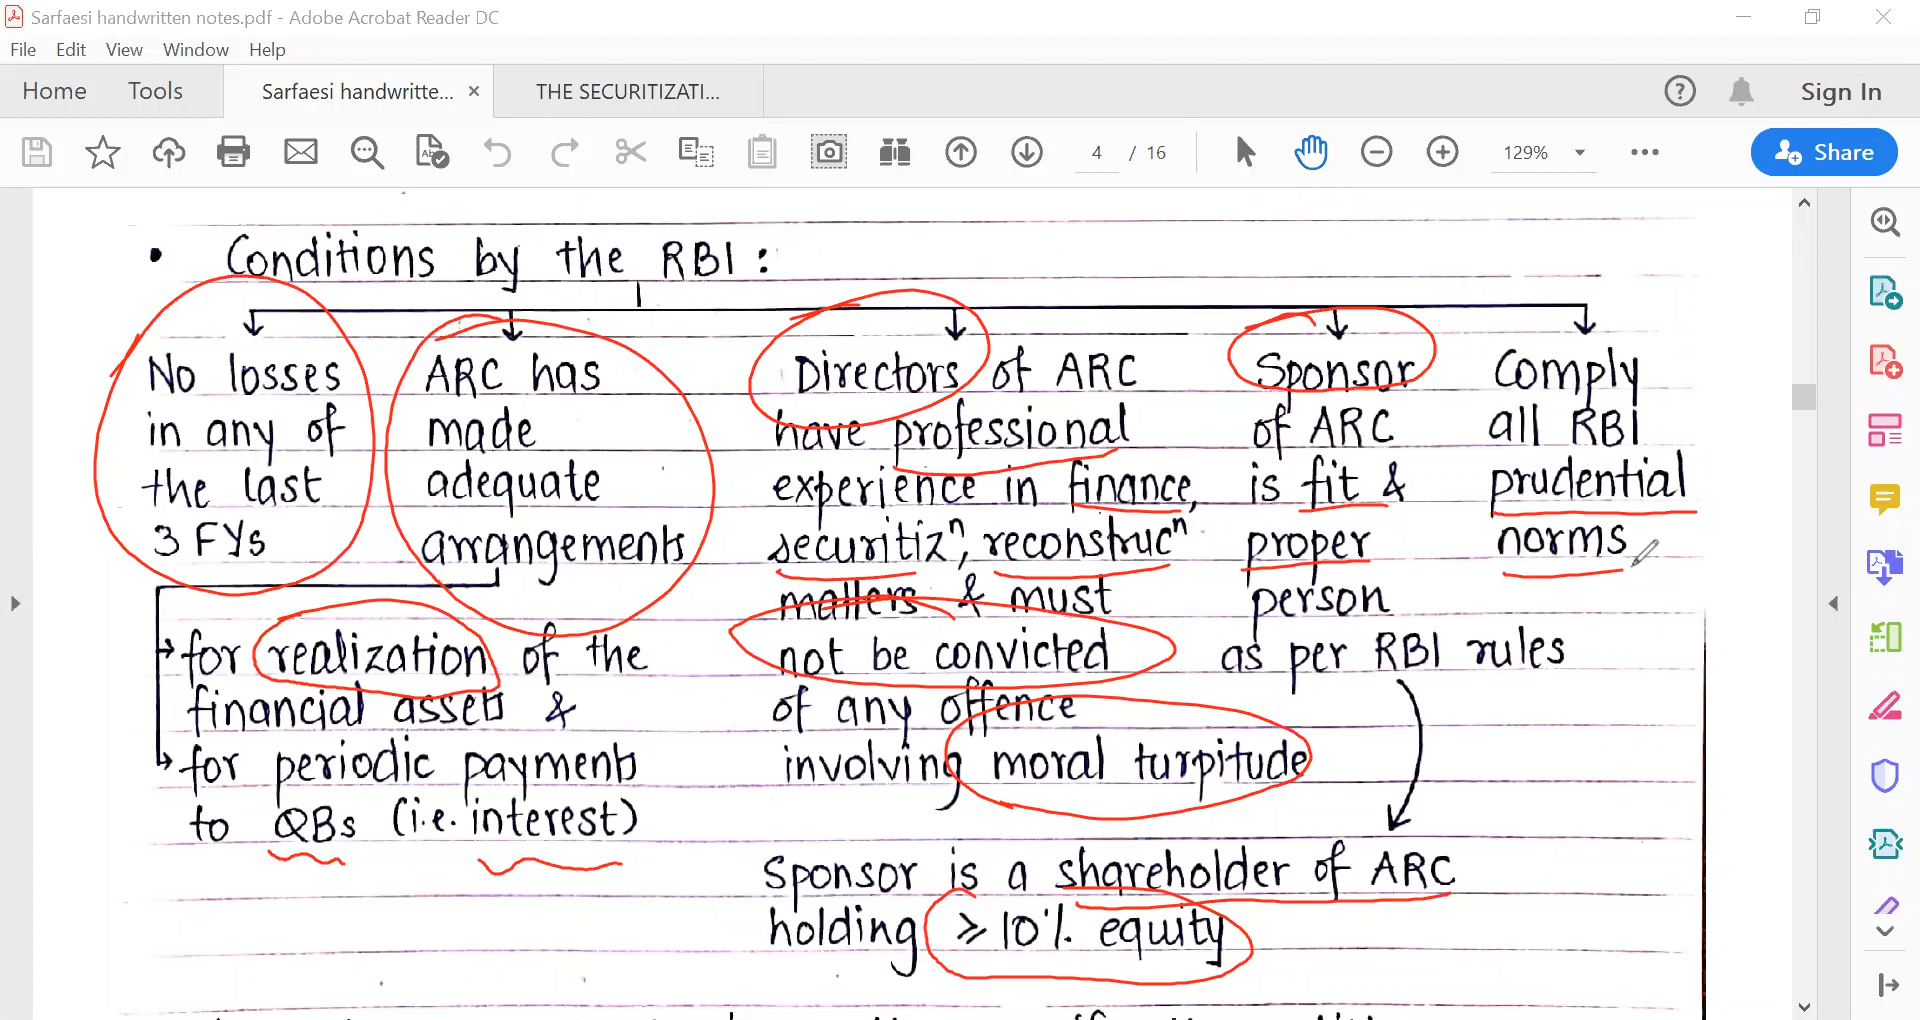 Sarfaesi handwritten notes.pdf - Adobe Acrobat Reader DC
File Edit View Window Help
Home Tools Sarfaesi handwritte... × THE SECURITIZATI... Sign In
4 / 16 129% Share
• Conditions by the RBI :
No losses
in any of
the last
3 FYs
ARC has
made
adequate
arrangements
→ for realization of the
financial assets &
→ for periodic payments
to QBs (i.e. interest)
Directors of ARC
have professional
experience in finance,
securitizⁿ, reconstrucⁿ
matters & must
not be convicted
of any offence
involving moral turpitude
Sponsor
of ARC
is fit &
proper
person
as per RBI rules
Sponsor is a shareholder of ARC
holding ≥ 10% equity
Comply
all RBI
prudential
norms